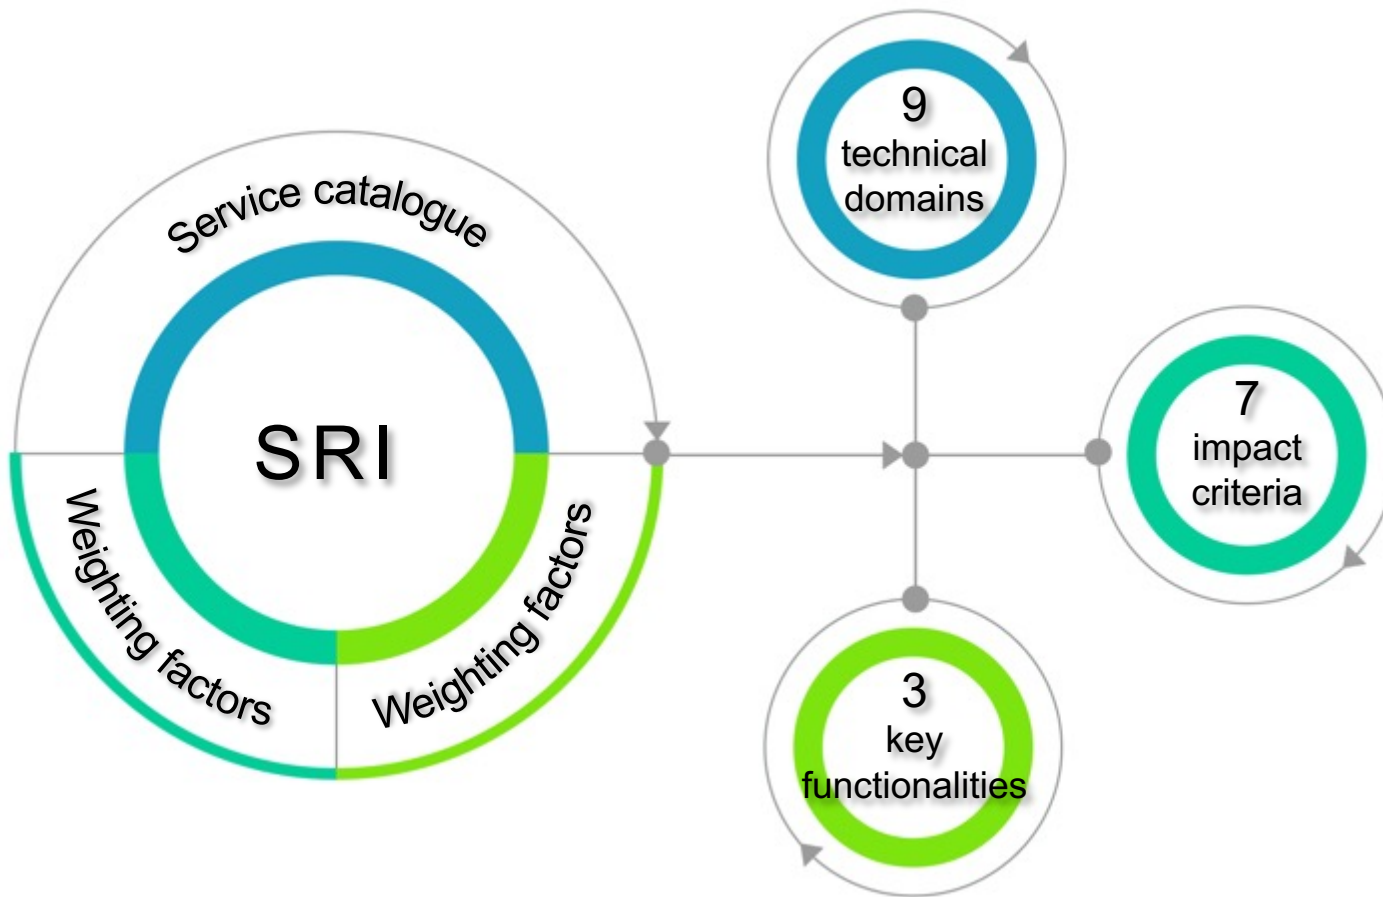 Service catalogue
SRI
Weighting factors
Weighting factors
9
technical
domains
7
impact
criteria
3
key
functionalities